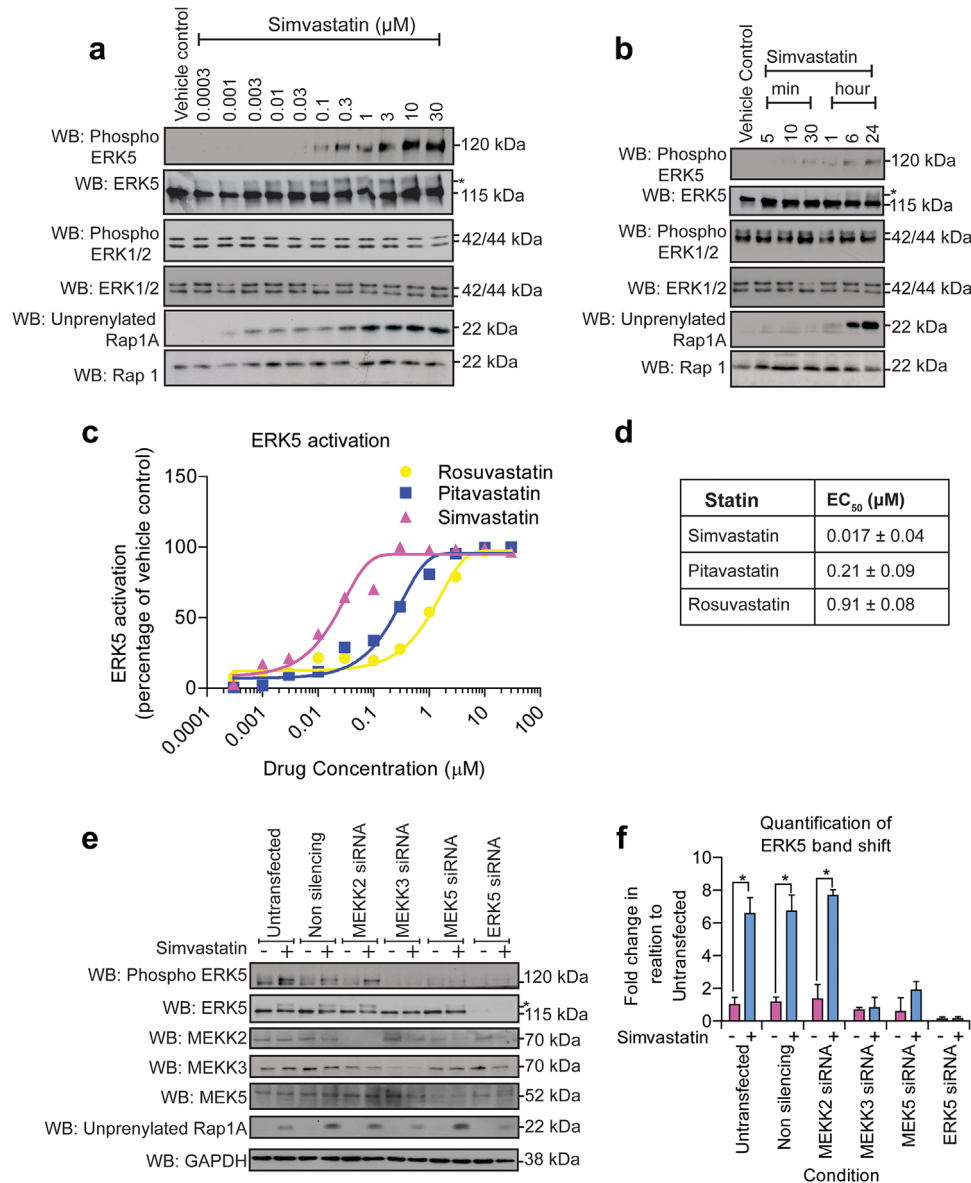 a
Simvastatin (µM)
Vehicle control
0.0003
0.001
0.003
0.01
0.03
0.1
0.3
1
3
10
30
WB: Phospho
ERK5
120 kDa
WB: ERK5
*
115 kDa
WB: Phospho
ERK1/2
42/44 kDa
WB: ERK1/2
42/44 kDa
WB: Unprenylated
Rap1A
22 kDa
WB: Rap 1
22 kDa
b
Vehicle Control
Simvastatin
min
hour
5
10
30
1
6
24
WB: Phospho
ERK5
120 kDa
WB: ERK5
*
115 kDa
WB: Phospho
ERK1/2
42/44 kDa
WB: ERK1/2
42/44 kDa
WB: Unprenylated
Rap1A
22 kDa
WB: Rap 1
22 kDa
c
ERK5 activation
Rosuvastatin
Pitavastatin
Simvastatin
ERK5 activation
(percentage of vehicle control)
150
100
50
0
0.0001
0.001
0.01
0.1
1
10
100
Drug Concentration (µM)
d
Statin EC50 (µM)
Simvastatin 0.017 ± 0.04
Pitavastatin 0.21 ± 0.09
Rosuvastatin 0.91 ± 0.08
e
Untransfected
Non silencing
MEKK2 siRNA
MEKK3 siRNA
MEK5 siRNA
ERK5 siRNA
Simvastatin - + - + - + - + - + - +
WB: Phospho ERK5
120 kDa
WB: ERK5
*
115 kDa
WB: MEKK2
70 kDa
WB: MEKK3
70 kDa
WB: MEK5
52 kDa
WB: Unprenylated Rap1A
22 kDa
WB: GAPDH
38 kDa
f
Quantification of
ERK5 band shift
Fold change in
realtion to
Untransfected
10
8
6
4
2
0
* * *
Simvastatin - + - + - + - + - + - +
Untransfected
Non silencing
MEKK2 siRNA
MEKK3 siRNA
MEK5 siRNA
ERK5 siRNA
Condition